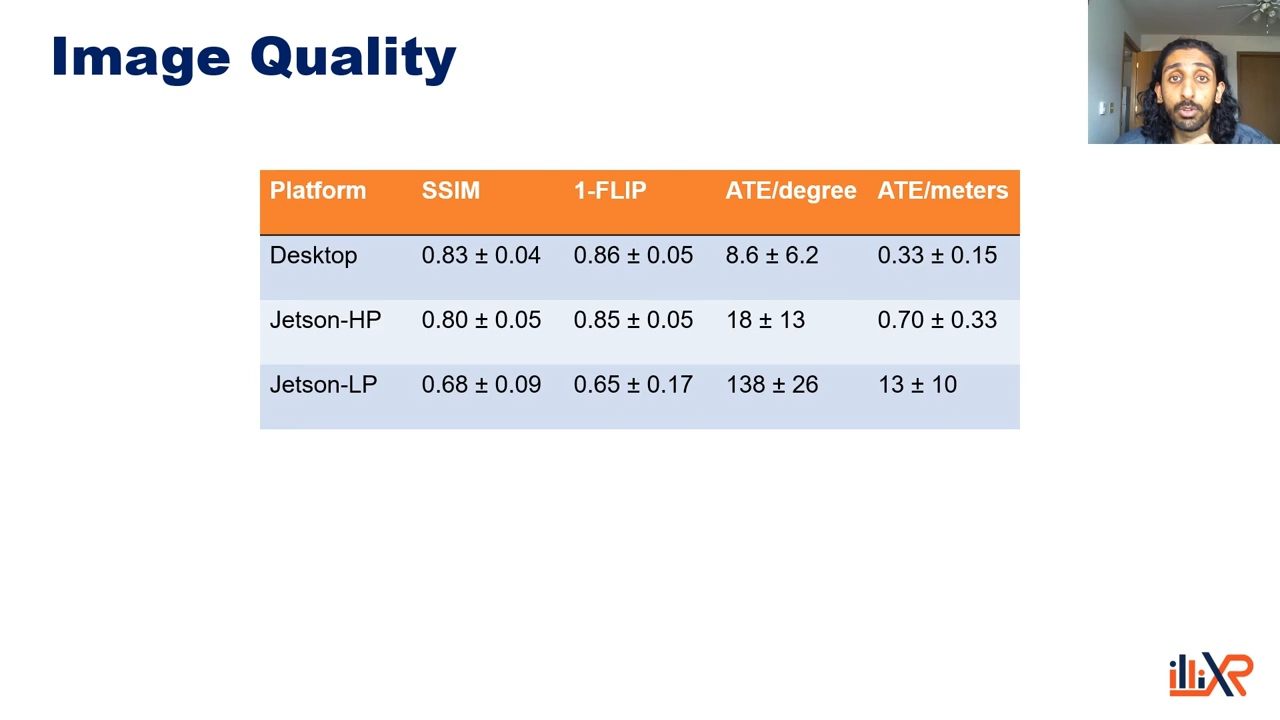 Image Quality
Platform SSIM 1-FLIP ATE/degree ATE/meters
Desktop 0.83 ± 0.04 0.86 ± 0.05 8.6 ± 6.2 0.33 ± 0.15
Jetson-HP 0.80 ± 0.05 0.85 ± 0.05 18 ± 13 0.70 ± 0.33
Jetson-LP 0.68 ± 0.09 0.65 ± 0.17 138 ± 26 13 ± 10
illiXR